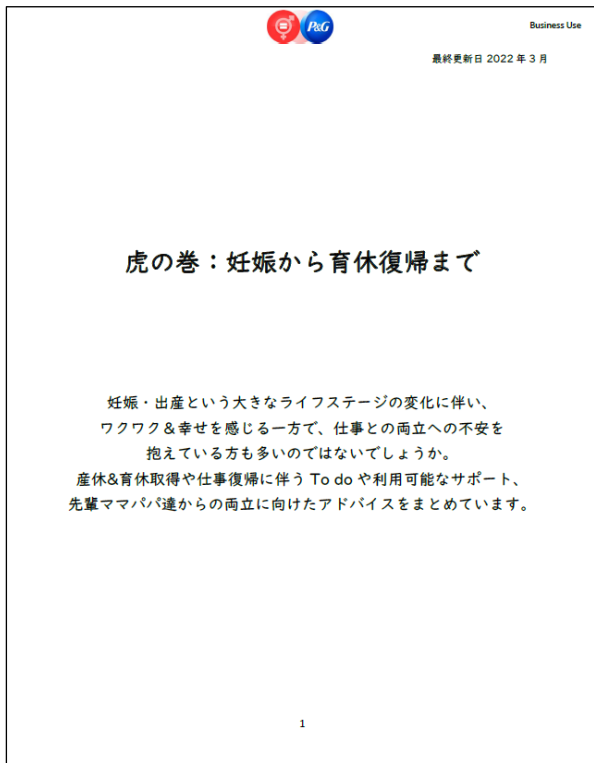 P&G
Business Use
最終更新日 2022 年 3 月
虎の巻：妊娠から育休復帰まで
妊娠・出産という大きなライフステージの変化に伴い、
ワクワク＆幸せを感じる一方で、仕事との両立への不安を
抱えている方も多いのではないでしょうか。
産休&育休取得や仕事復帰に伴う To do や利用可能なサポート、
先輩ママパパ達からの両立に向けたアドバイスをまとめています。
1